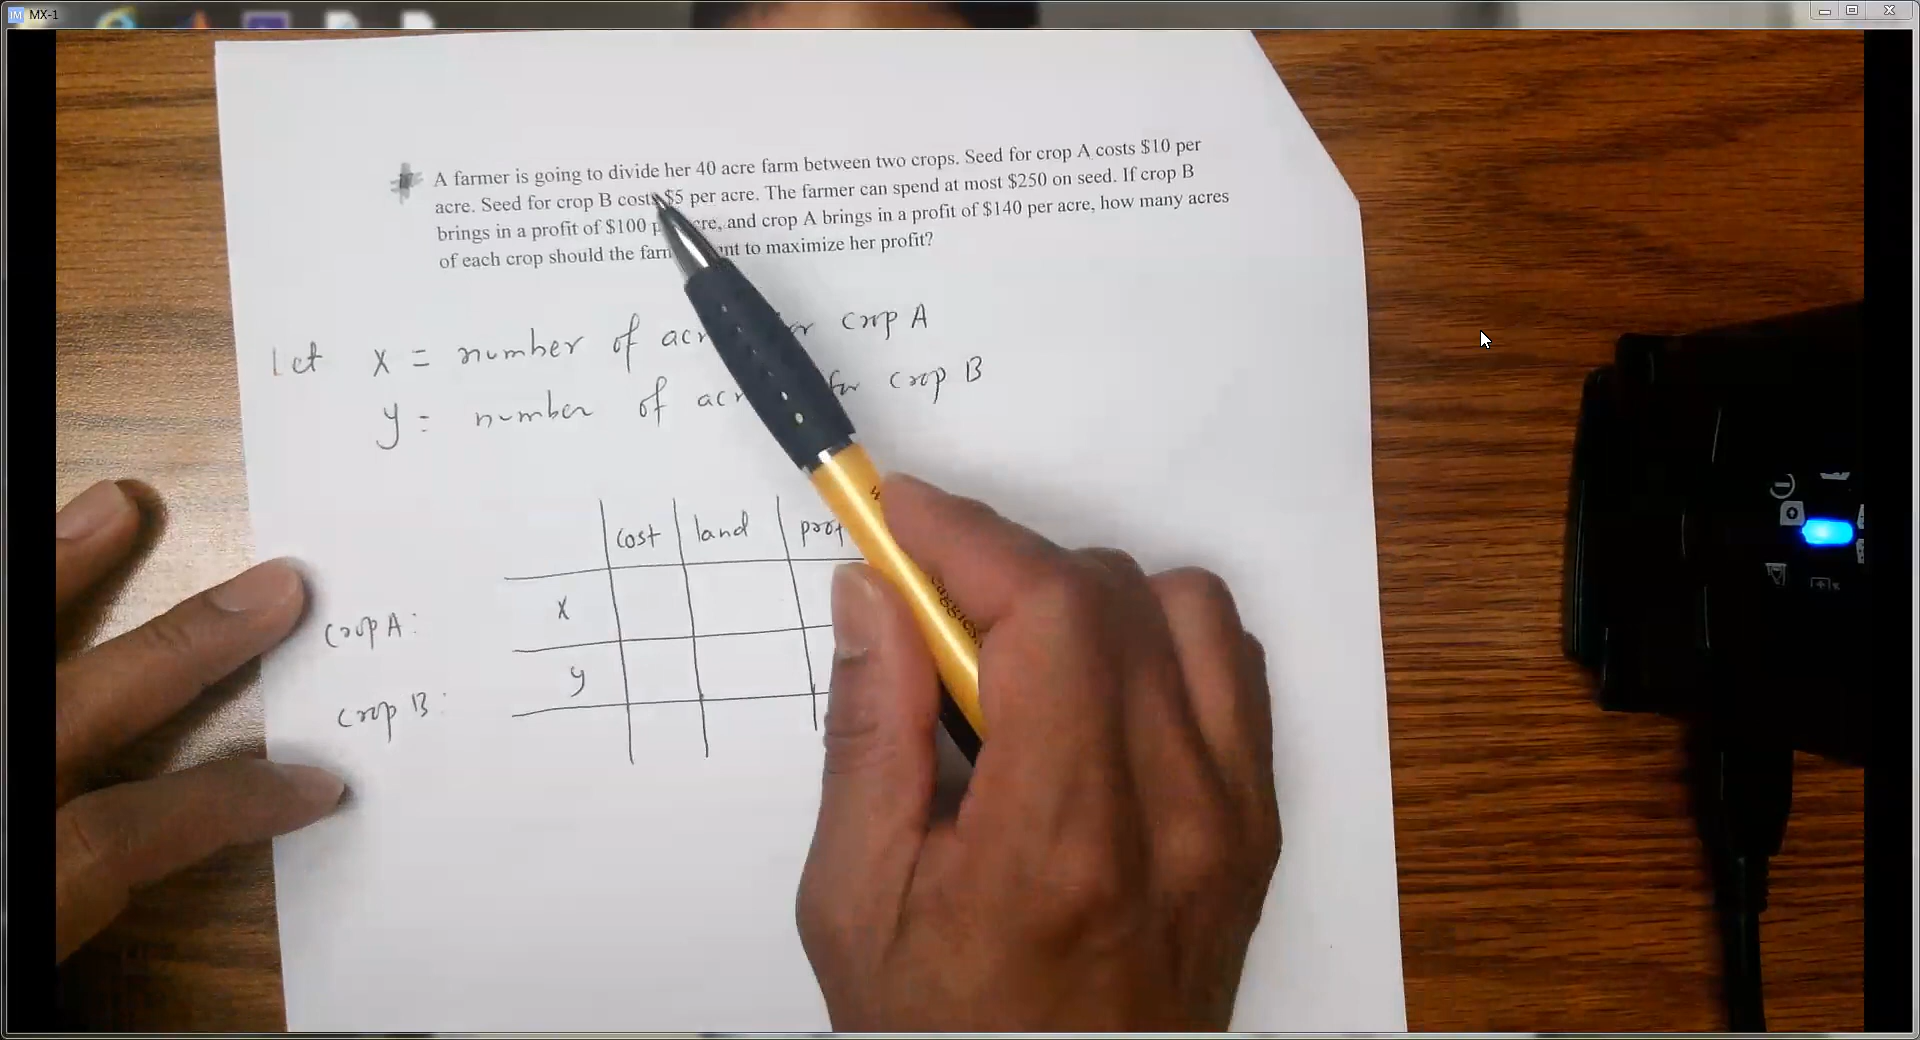 MX-1
A farmer is going to divide her 40 acre farm between two crops. Seed for crop A costs $10 per
acre. Seed for crop B costs $5 per acre. The farmer can spend at most $250 on seed. If crop B
brings in a profit of $100 and crop A brings in a profit of $140 per acre, how many acres
of each crop should the to maximize her profit?
Let x = number of crop A
y = number of for crop B
cost land
crop A: x
crop B: y